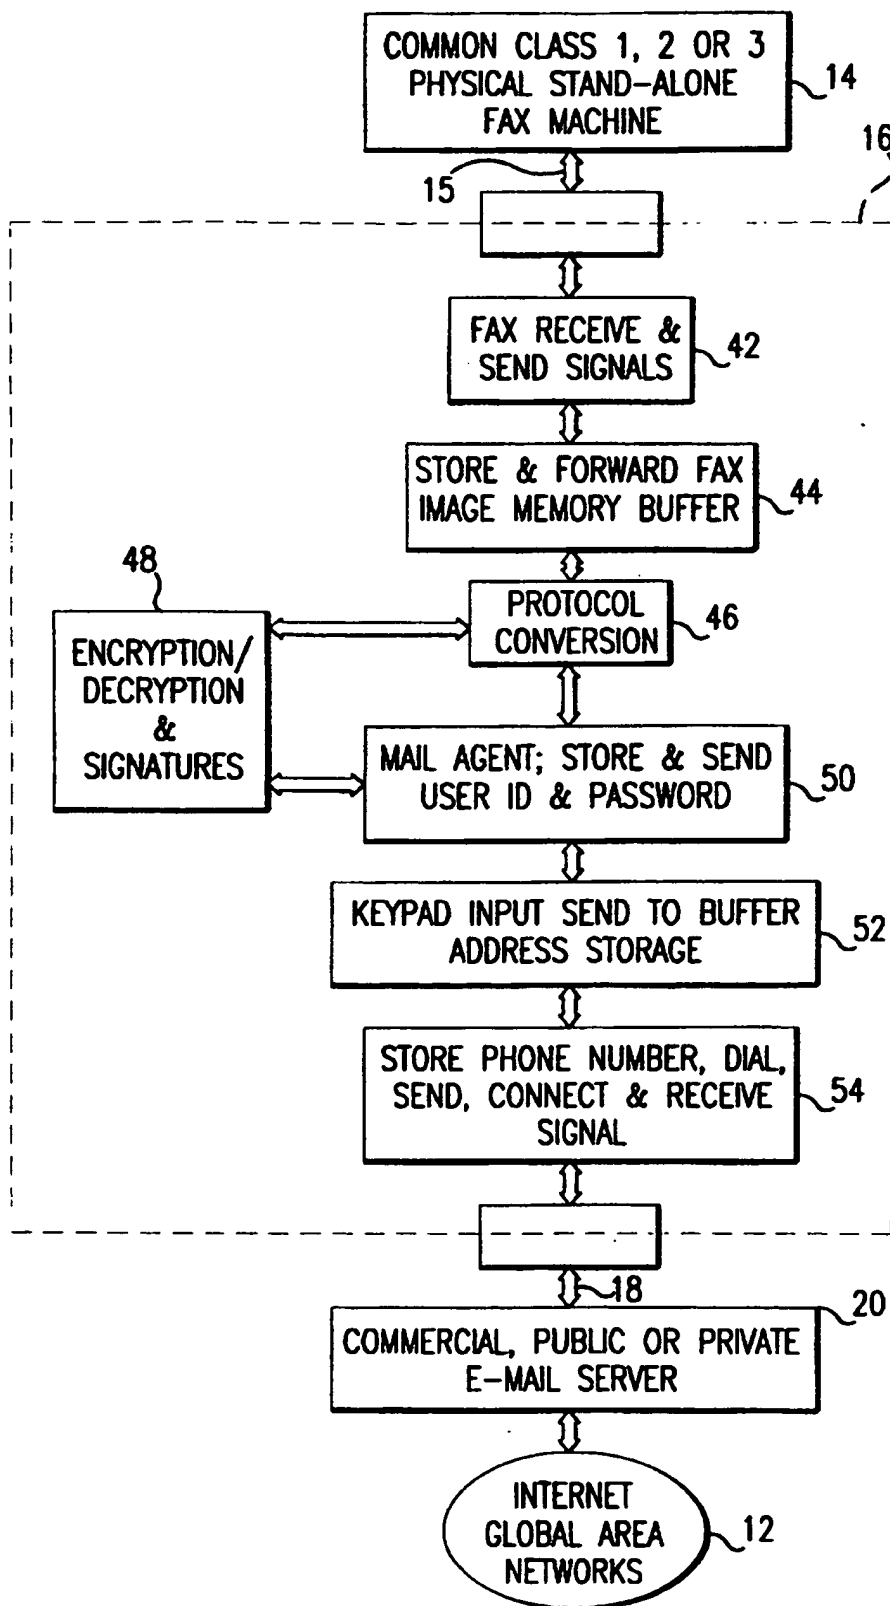 COMMON CLASS 1, 2 OR 3
PHYSICAL STAND-ALONE
FAX MACHINE
14
16
15
FAX RECEIVE &
SEND SIGNALS
42
STORE & FORWARD FAX
IMAGE MEMORY BUFFER
44
48
PROTOCOL
CONVERSION
46
ENCRYPTION/
DECRYPTION
&
SIGNATURES
MAIL AGENT; STORE & SEND
USER ID & PASSWORD
50
KEYPAD INPUT SEND TO BUFFER
ADDRESS STORAGE
52
STORE PHONE NUMBER, DIAL,
SEND, CONNECT & RECEIVE
SIGNAL
54
18
20
COMMERCIAL, PUBLIC OR PRIVATE
E-MAIL SERVER
INTERNET
GLOBAL AREA
NETWORKS
12